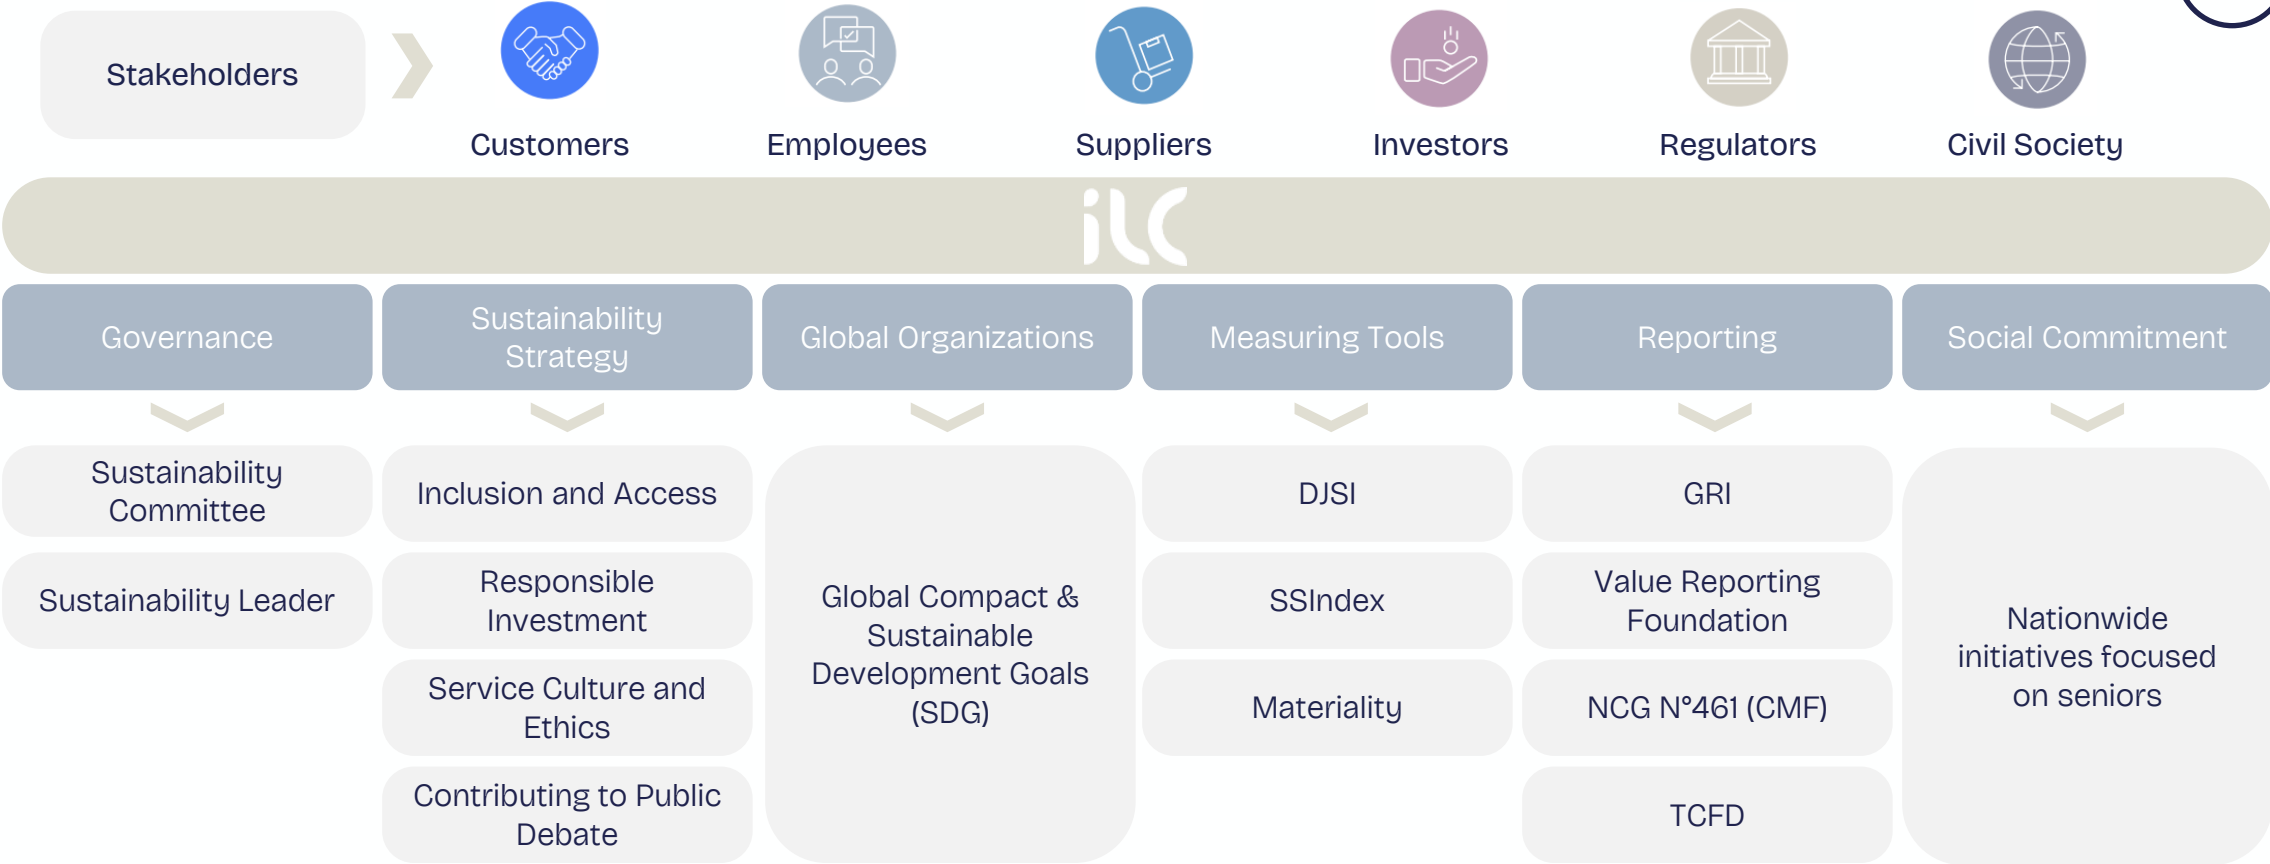 Stakeholders
Customers
Employees
Suppliers
Investors
Regulators
Civil Society
ilc
Governance
Sustainability
Strategy
Global Organizations
Measuring Tools
Reporting
Social Commitment
Sustainability
Committee
Sustainability Leader
Inclusion and Access
Responsible
Investment
Service Culture and
Ethics
Contributing to Public
Debate
Global Compact &
Sustainable
Development Goals
(SDG)
DJSI
SSIndex
Materiality
GRI
Value Reporting
Foundation
NCG N°461 (CMF)
TCFD
Nationwide
initiatives focused
on seniors